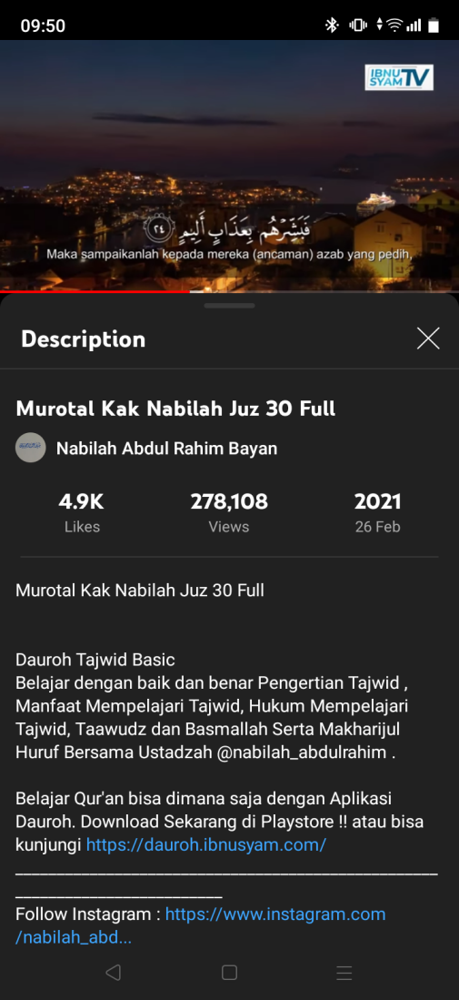 09:50
IBNU
SYAM TV
فَبَشِّرْهُم بِعَذَابٍ أَلِيمٍ ٢٤
Maka sampaikanlah kepada mereka (ancaman) azab yang pedih,
Description
Murotal Kak Nabilah Juz 30 Full
Nabilah Abdul Rahim Bayan
4.9K 278,108 2021
Likes Views 26 Feb
Murotal Kak Nabilah Juz 30 Full
Dauroh Tajwid Basic
Belajar dengan baik dan benar Pengertian Tajwid ,
Manfaat Mempelajari Tajwid, Hukum Mempelajari
Tajwid, Taawudz dan Basmallah Serta Makharijul
Huruf Bersama Ustadzah @nabilah_abdulrahim .
Belajar Qur'an bisa dimana saja dengan Aplikasi
Dauroh. Download Sekarang di Playstore !! atau bisa
kunjungi https://dauroh.ibnusyam.com/
Follow Instagram : https://www.instagram.com
/nabilah_abd...